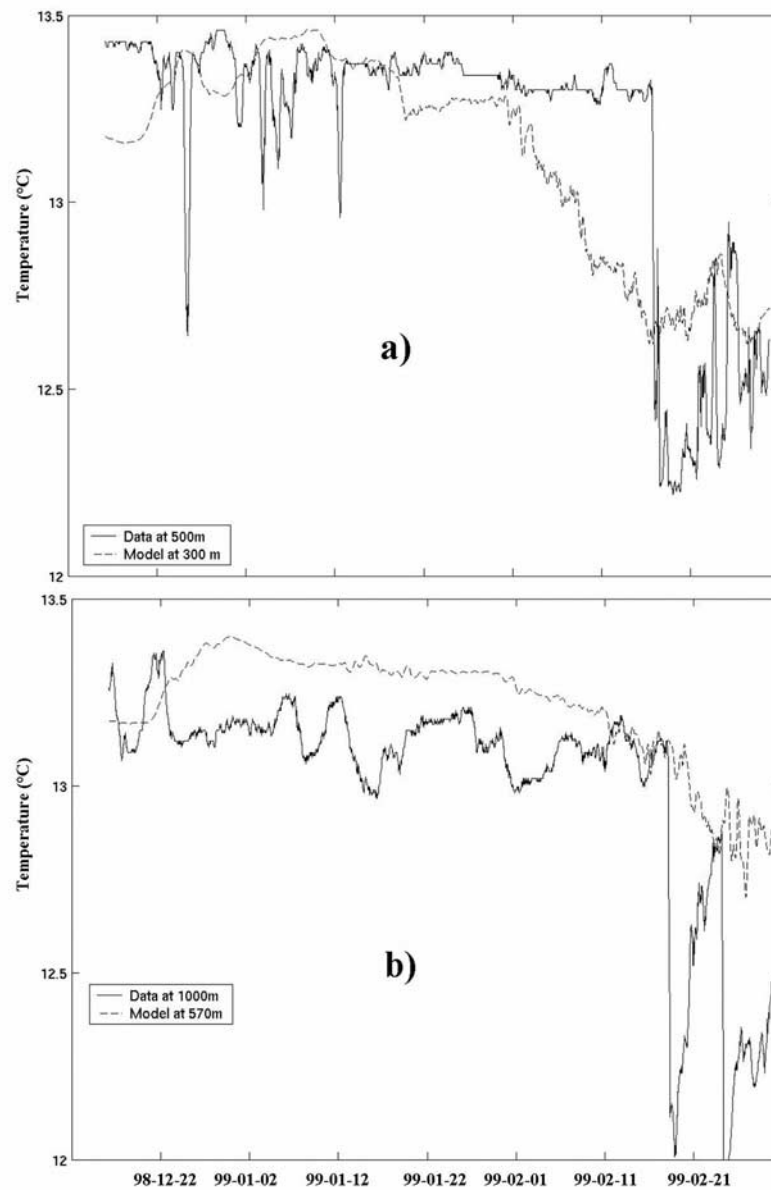 13.5
13
12.5
12
Temperature (°C)
a)
Data at 500m
Model at 300 m
13.5
13
12.5
12
Temperature (°C)
b)
Data at 1000m
Model at 570m
98-12-22 99-01-02 99-01-12 99-01-22 99-02-01 99-02-11 99-02-21